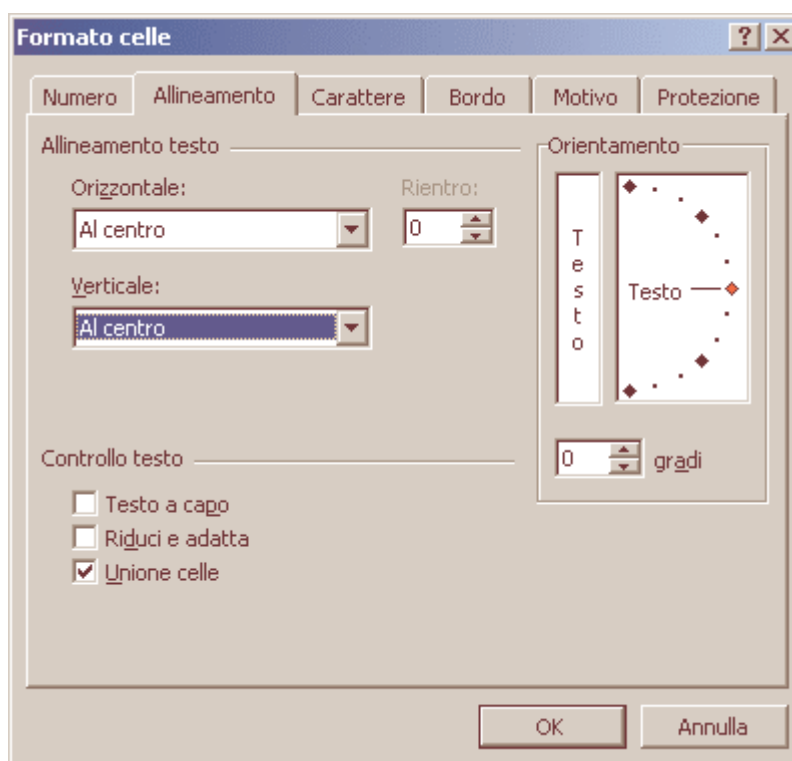 Formato celle
Numero Allineamento Carattere Bordo Motivo Protezione
Allineamento testo
Orizzontale: Rientro:
Al centro 0
Verticale:
Al centro
Orientamento
Testo
Testo
0 gradi
Controllo testo
Testo a capo
Riduci e adatta
Unione celle
OK Annulla